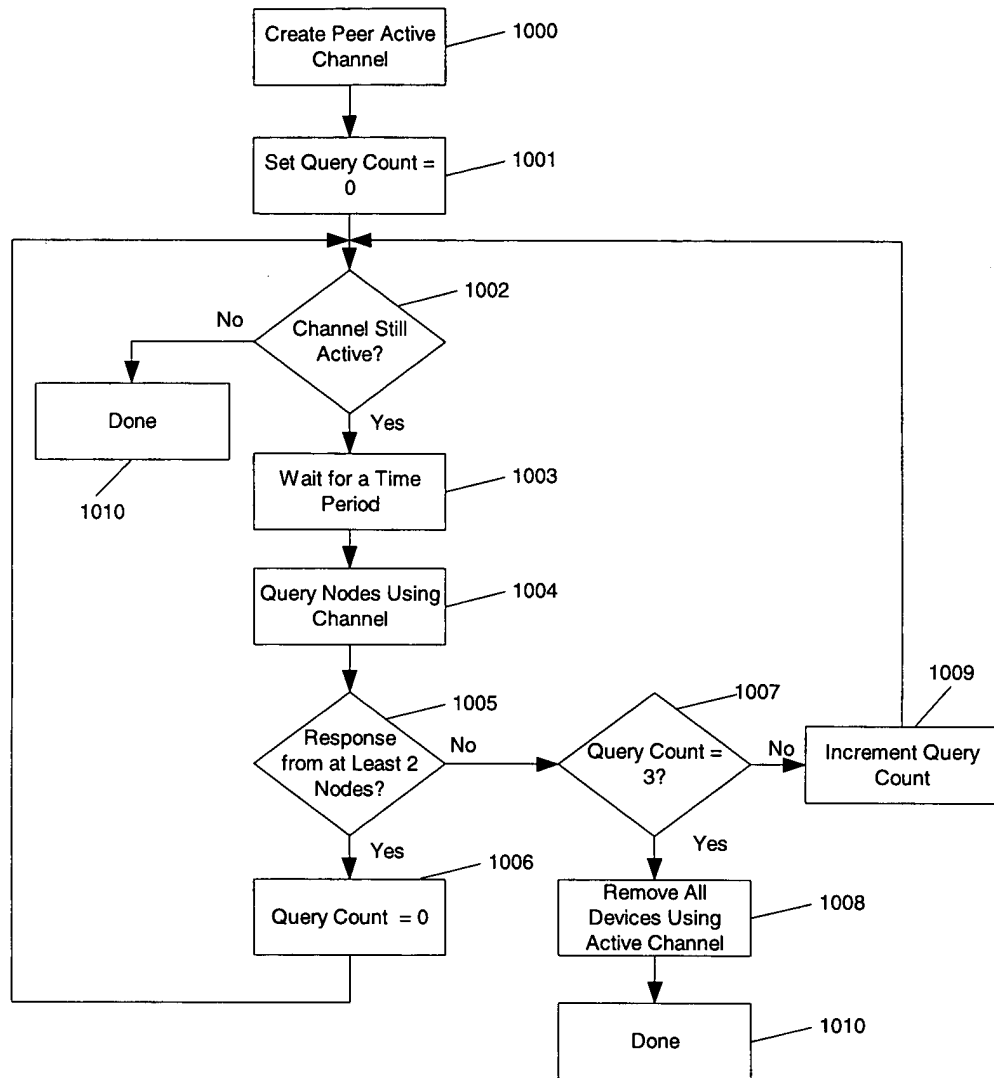 Create Peer Active
Channel
1000
Set Query Count =
0
1001
1002
No
Channel Still
Active?
Done
Yes
1010
Wait for a Time
Period
1003
Query Nodes Using
Channel
1004
1005
Response
from at Least 2
Nodes?
No
1007
Query Count =
3?
No
1009
Increment Query
Count
Yes
1006
Query Count = 0
Yes
Remove All
Devices Using
Active Channel
1008
Done
1010